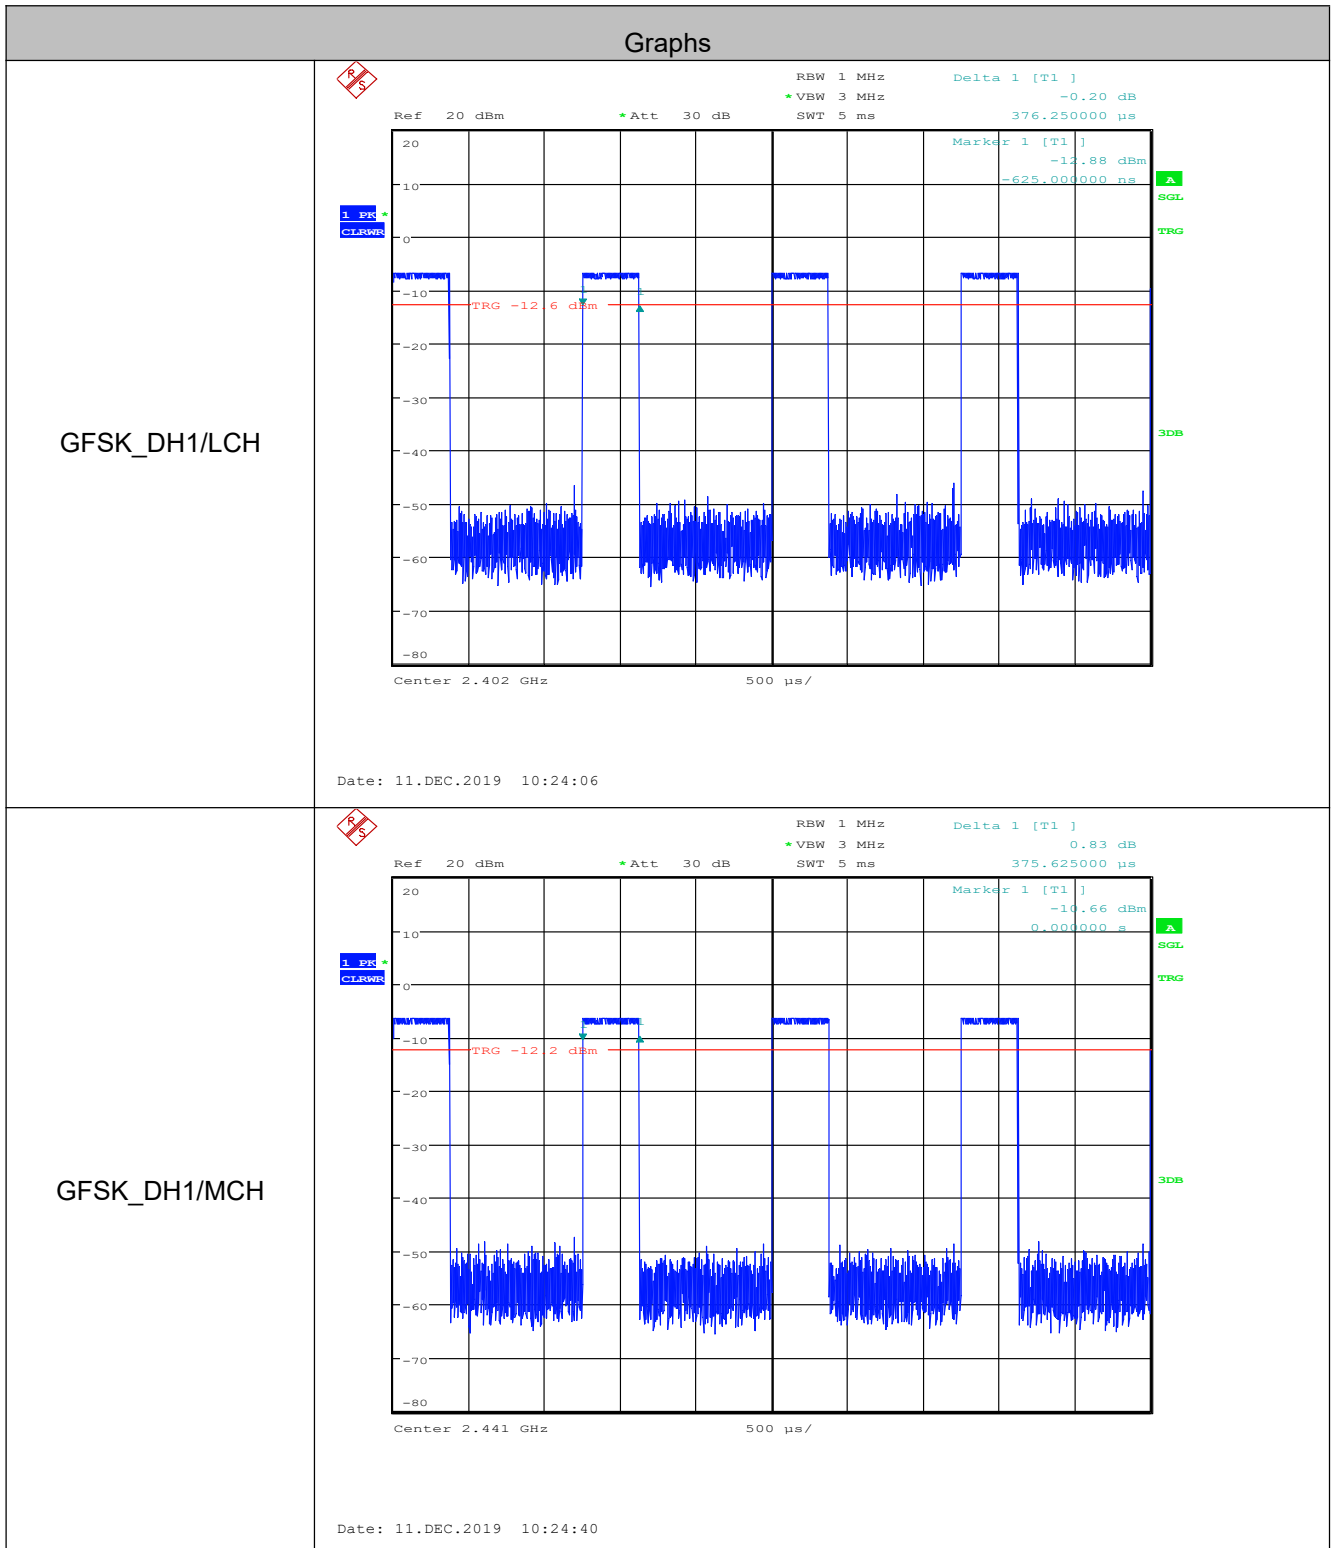 Graphs
GFSK_DH1/LCH
R S
RBW 1 MHz
Delta 1 [T1 ]
* VBW 3 MHz
-0.20 dB
Ref 20 dBm
* Att 30 dB
SWT 5 ms
376.250000 µs
20
Marker 1 [T1 ]
-12.88 dBm
10
-625.000000 ns
A
SGL
1 PK *
CLRWR
TRG
0
-10
1
1
TRG -12.6 dBm
-20
-30
-40
3DB
-50
-60
-70
-80
Center 2.402 GHz
500 µs/
Date: 11.DEC.2019 10:24:06
GFSK_DH1/MCH
R S
RBW 1 MHz
Delta 1 [T1 ]
* VBW 3 MHz
0.83 dB
Ref 20 dBm
* Att 30 dB
SWT 5 ms
375.625000 µs
20
Marker 1 [T1 ]
-10.66 dBm
10
0.000000 s
A
SGL
1 PK *
CLRWR
TRG
0
-10
1
1
TRG -12.2 dBm
-20
-30
-40
3DB
-50
-60
-70
-80
Center 2.441 GHz
500 µs/
Date: 11.DEC.2019 10:24:40